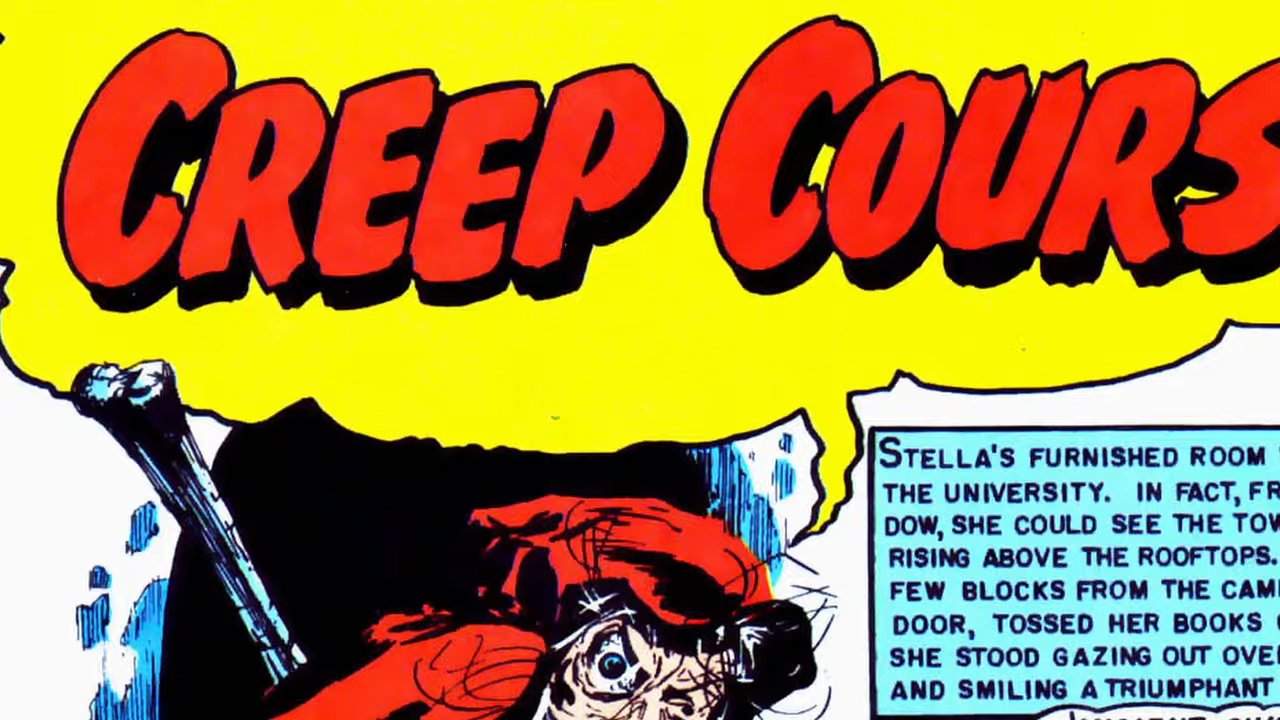 CREEP COURS
STELLA'S FURNISHED ROOM
THE UNIVERSITY. IN FACT, FR
DOW, SHE COULD SEE THE TOW
RISING ABOVE THE ROOFTOPS.
FEW BLOCKS FROM THE CAM
DOOR, TOSSED HER BOOKS
SHE STOOD GAZING OUT OVE
AND SMILING A TRIUMPHANT